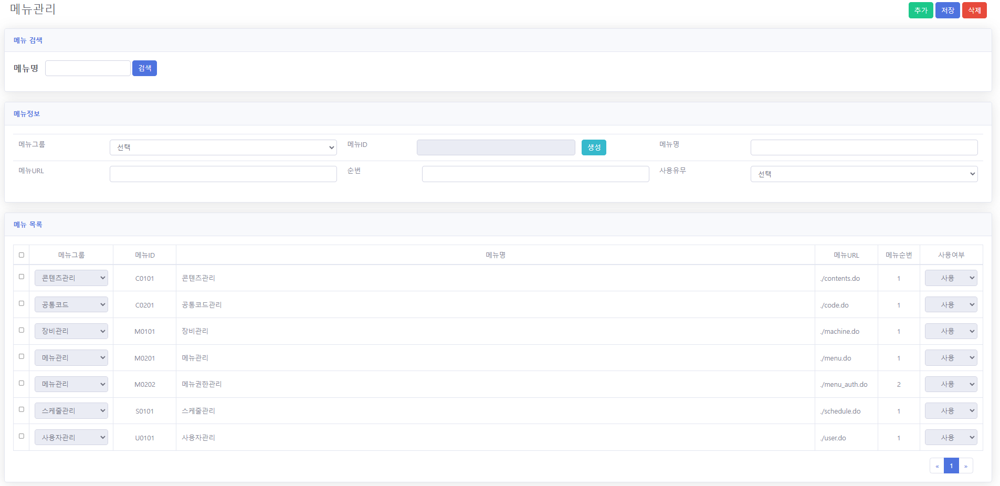 메뉴관리
추가 저장 삭제
메뉴 검색
메뉴명 검색
메뉴정보
메뉴그룹 선택 메뉴ID 생성 메뉴명
메뉴URL 순번 사용유무 선택
메뉴 목록
메뉴그룹 메뉴ID 메뉴명 메뉴URL 메뉴순번 사용여부
콘텐츠관리 C0101 콘텐츠관리 ./contents.do 1 사용
공통코드 C0201 공통코드관리 ./code.do 1 사용
장비관리 M0101 장비관리 ./machine.do 1 사용
메뉴관리 M0201 메뉴관리 ./menu.do 1 사용
메뉴관리 M0202 메뉴권한관리 ./menu_auth.do 2 사용
스케줄관리 S0101 스케줄관리 ./schedule.do 1 사용
사용자관리 U0101 사용자관리 ./user.do 1 사용
« 1 »